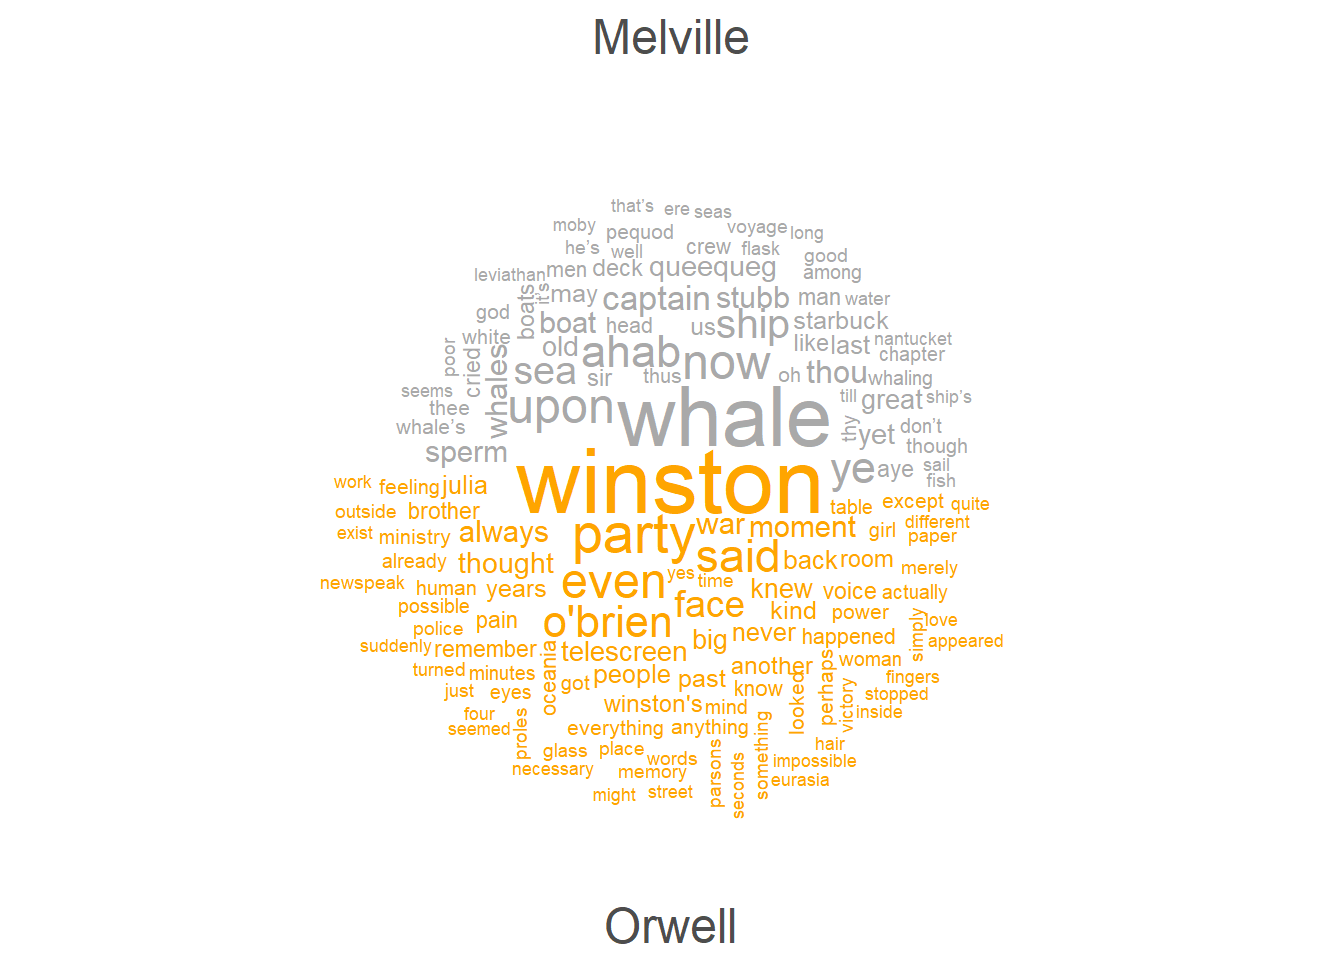 Melville
that’s ere seas
moby pequod voyage long
he’s well crew flask good
leviathan men deck queequeg among
boats it’s may captain stubb man water
god boat head us ship starbuck
white old ahab now like last nantucket
poor cried whales sea sir thus oh thou chapter
whaling
seems thee upon whale till great ship’s
whale’s thy yet don’t
though
sperm ye aye sail
fish
winston
work feeling julia table except quite
outside brother party war moment girl different
exist ministry always said paper
already thought back room merely
newspeak human years even yes time knew voice actually
possible o'brien face kind power simply love
police pain big never happened appeared
suddenly remember oceania telescreen another perhaps woman
turned minutes got people past know looked fingers
just eyes winston's mind victory stopped
four inside
seemed proles everything anything something
glass place parsons hair
necessary memory words seconds impossible
might street eurasia
Orwell